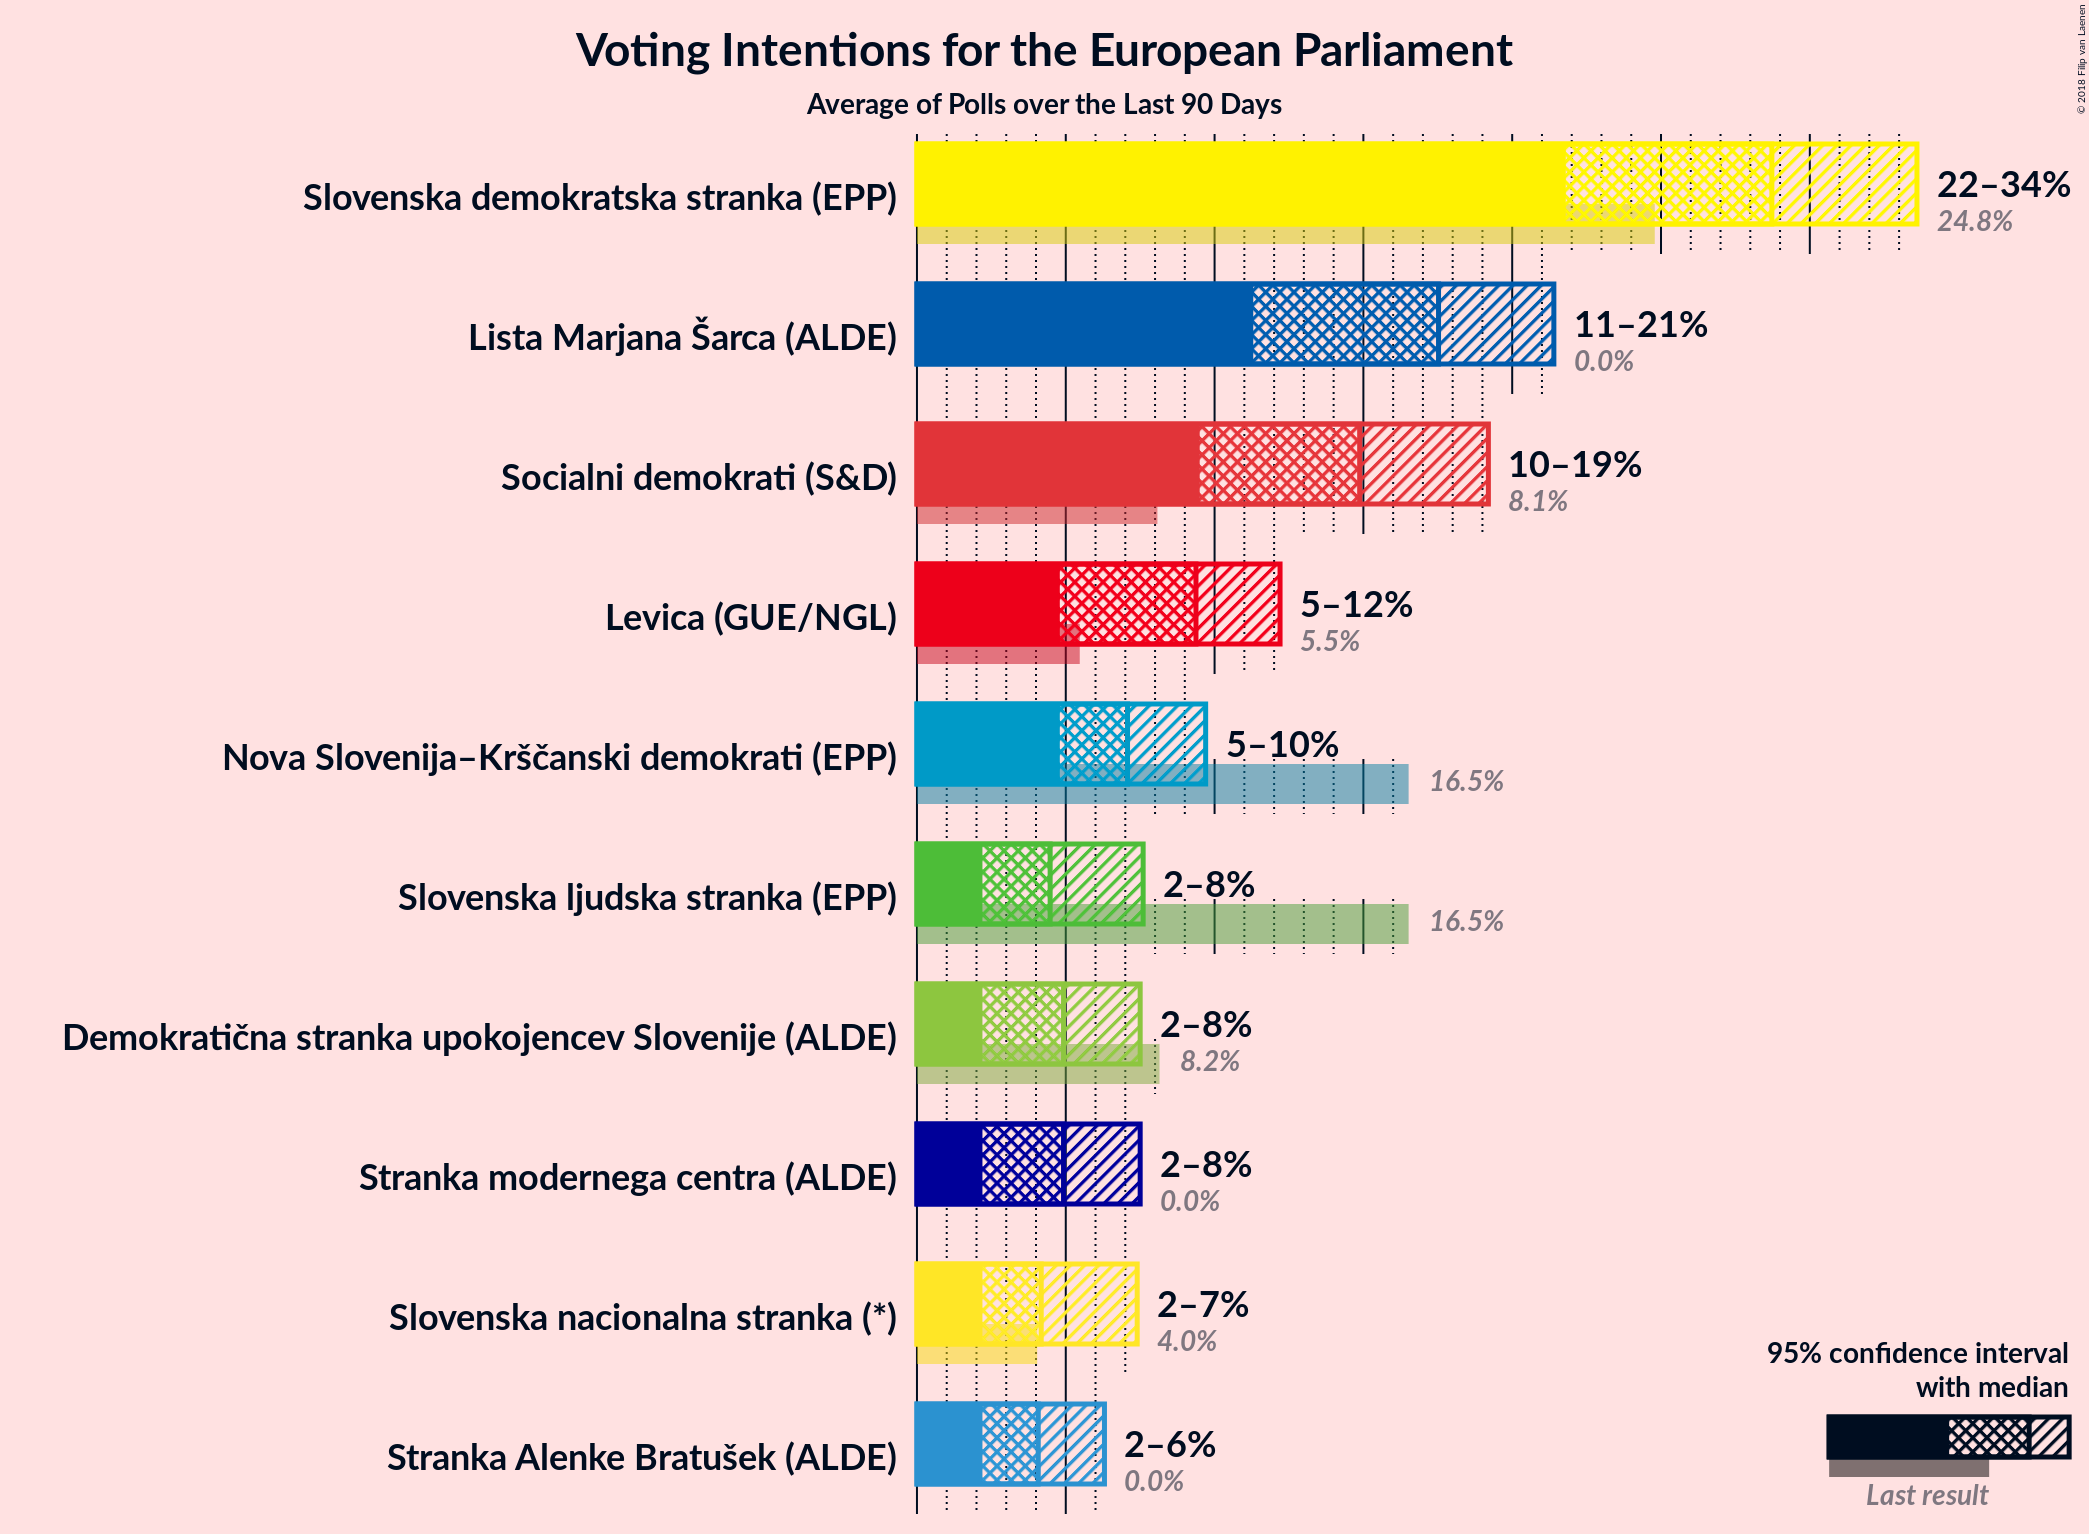 Voting Intentions for the European Parliament
Average of Polls over the Last 90 Days
© 2018 Filip van Laenen
Slovenska demokratska stranka (EPP)
22–34%
24.8%
Lista Marjana Šarca (ALDE)
11–21%
0.0%
Socialni demokrati (S&D)
10–19%
8.1%
Levica (GUE/NGL)
5–12%
5.5%
Nova Slovenija–Krščanski demokrati (EPP)
5–10%
16.5%
Slovenska ljudska stranka (EPP)
2–8%
16.5%
Demokratična stranka upokojencev Slovenije (ALDE)
2–8%
8.2%
Stranka modernega centra (ALDE)
2–8%
0.0%
Slovenska nacionalna stranka (*)
2–7%
4.0%
Stranka Alenke Bratušek (ALDE)
2–6%
0.0%
95% confidence interval
with median
Last result